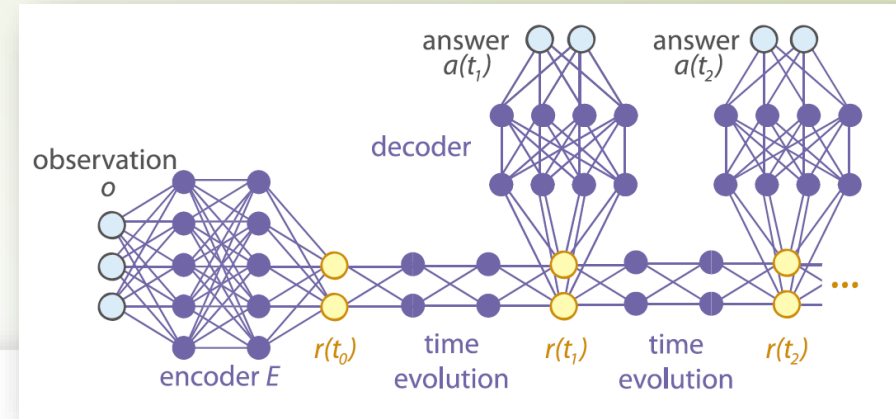 answer
a(t₁)
answer
a(t₂)
decoder
observation
o
encoder E
r(t₀)
time
evolution
r(t₁)
time
evolution
r(t₂)
...